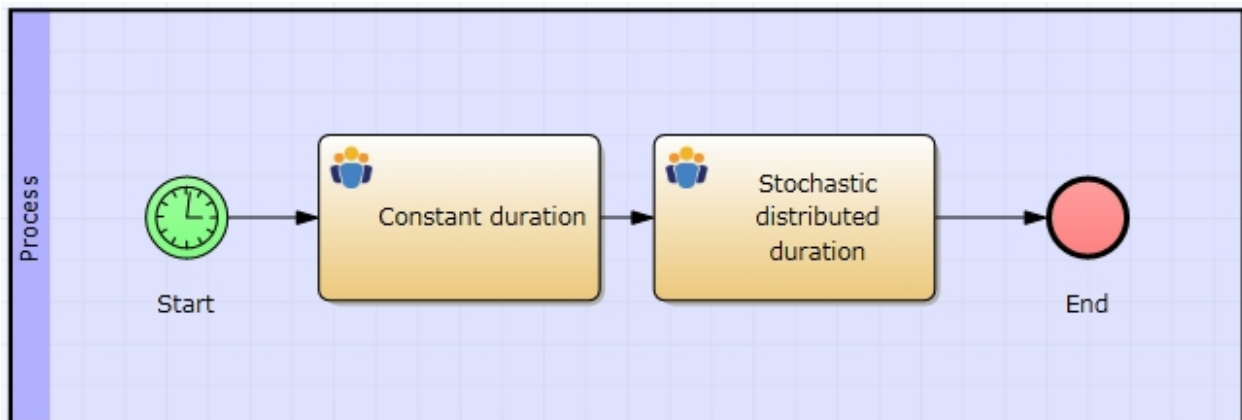 Process
Start
Constant duration
Stochastic
distributed
duration
End